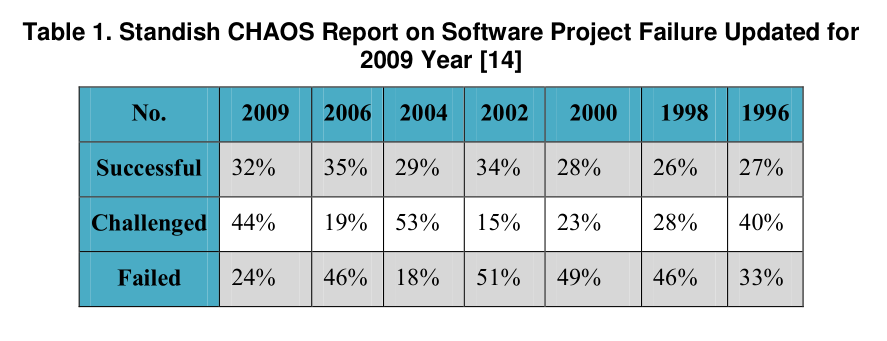 Table 1. Standish CHAOS Report on Software Project Failure Updated for
2009 Year [14]
No. 2009 2006 2004 2002 2000 1998 1996
Successful 32% 35% 29% 34% 28% 26% 27%
Challenged 44% 19% 53% 15% 23% 28% 40%
Failed 24% 46% 18% 51% 49% 46% 33%